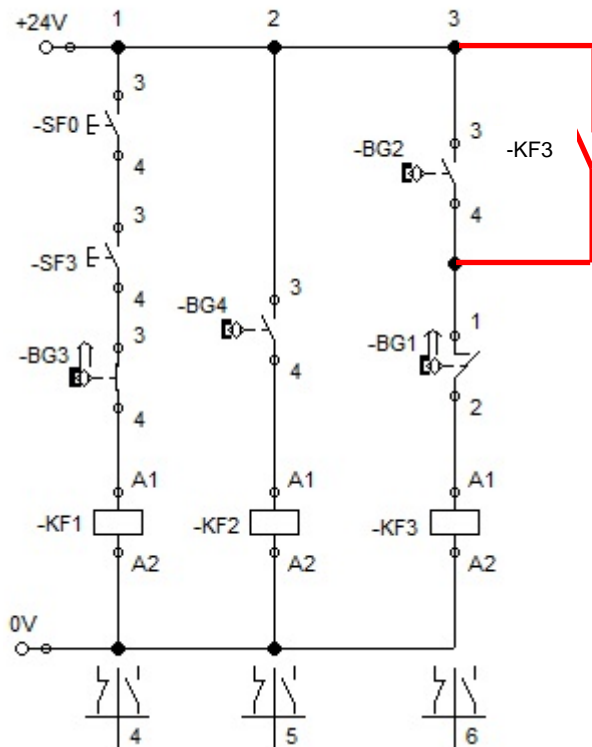 1 2 3
+24V
3
-SF0
4
3
-BG2
-KF3
4
3
-SF3
4
3
-BG4
4
3
-BG3
4
1
-BG1
2
A1 A1 A1
-KF1 -KF2 -KF3
A2 A2 A2
0V
4 5 6